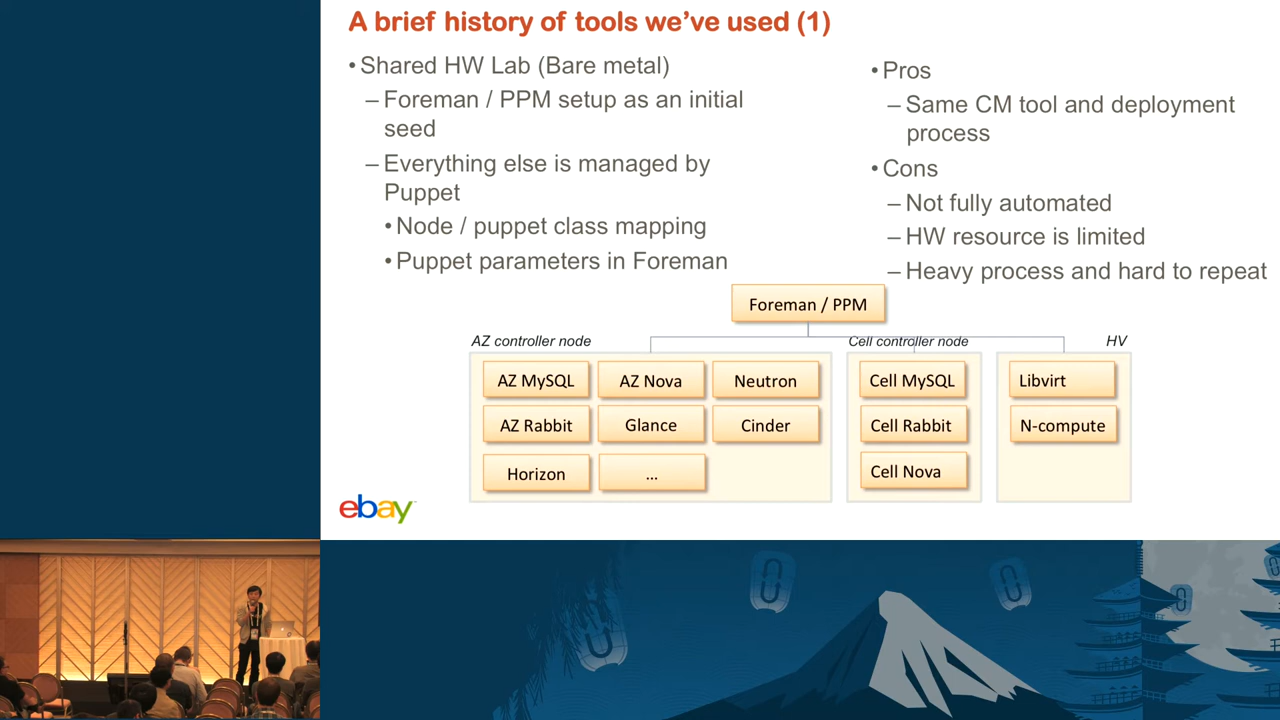 A brief history of tools we've used (1)
• Shared HW Lab (Bare metal)
– Foreman / PPM setup as an initial
seed
– Everything else is managed by
Puppet
• Node / puppet class mapping
• Puppet parameters in Foreman
• Pros
– Same CM tool and deployment
process
• Cons
– Not fully automated
– HW resource is limited
– Heavy process and hard to repeat
Foreman / PPM
AZ controller node
AZ MySQL
AZ Nova
Neutron
AZ Rabbit
Glance
Cinder
Horizon
...
Cell controller node
Cell MySQL
Cell Rabbit
Cell Nova
HV
Libvirt
N-compute
ebay